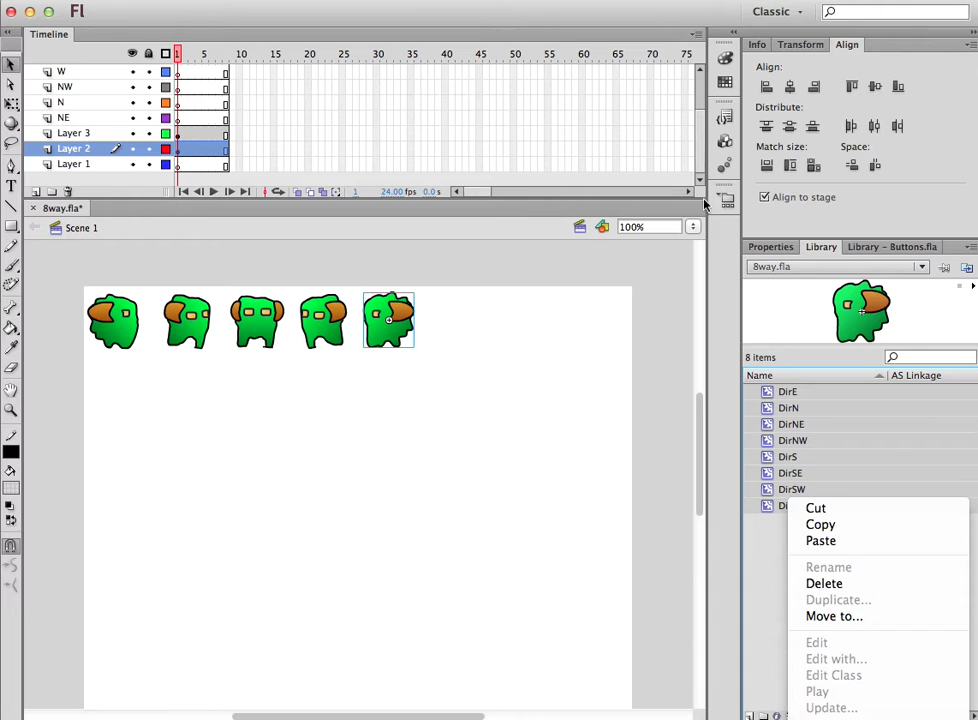 Fl
Classic
Timeline
1 5 10 15 20 25 30 35 40 45 50 55 60 65 70 75
W
NW
N
NE
Layer 3
Layer 2
Layer 1
1 24.00 fps 0.0 s
8way.fla*
Scene 1
100%
Info Transform Align
Align:
Distribute:
Match size: Space:
Align to stage
Properties Library Library - Buttons.fla
8way.fla
8 items
Name AS Linkage
DirE
DirN
DirNE
DirNW
DirS
DirSE
DirSW
Cut
Copy
Paste
Rename
Delete
Duplicate...
Move to...
Edit
Edit with...
Edit Class
Play
Update...